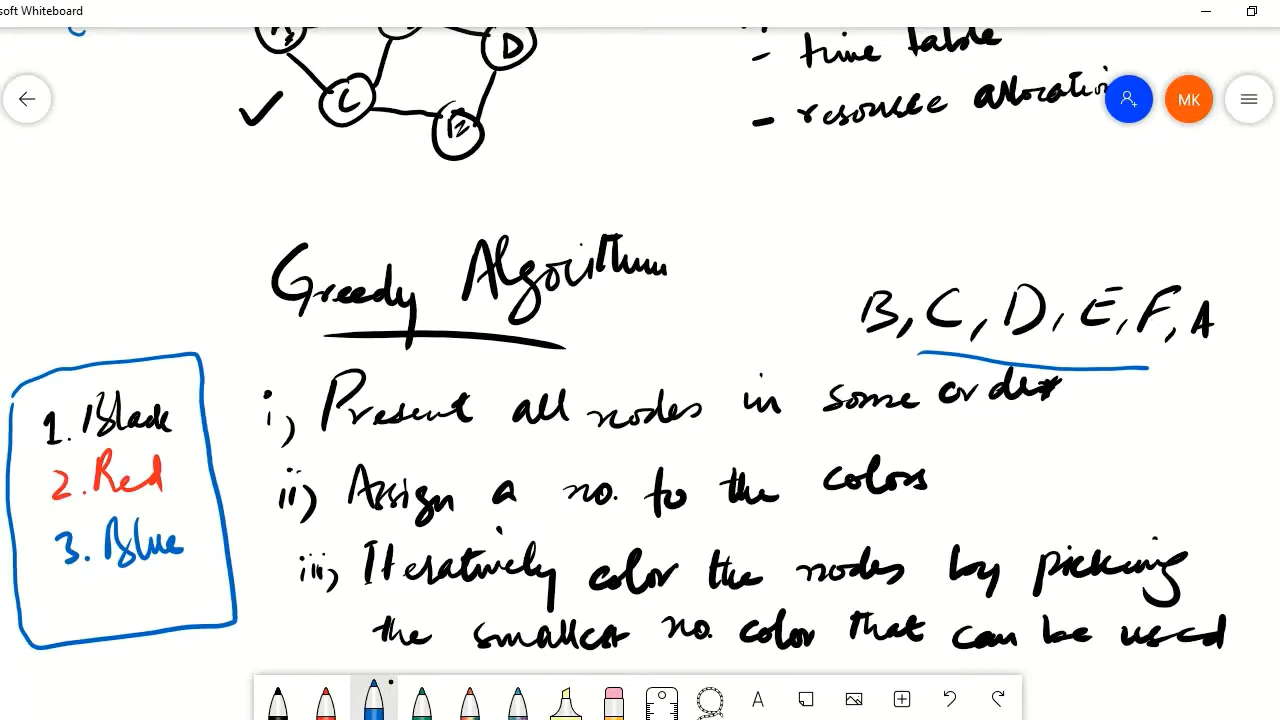 soft Whiteboard
D
- time table
C
E
- resource allocation
MK
Greedy Algorithm
B, C, D, E, F, A
1. Black
2. Red
3. Blue
i) Present all nodes in some order
ii) Assign a no. to the colors
iii) Iteratively color the nodes by picking
the smallest no. color that can be used
A